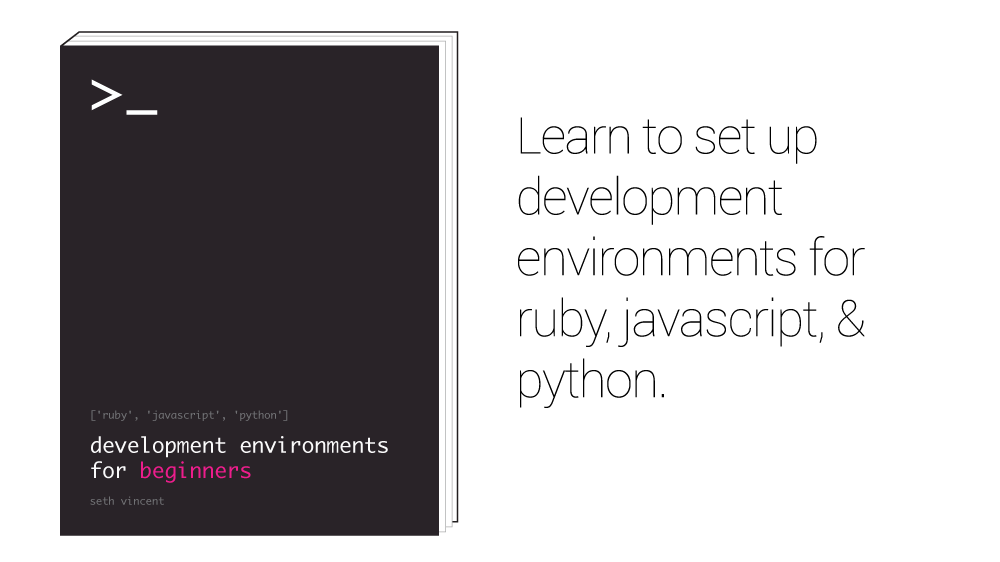 >_
['ruby', 'javascript', 'python']
development environments
for beginners
seth vincent
Learn to set up
development
environments for
ruby, javascript, &
python.